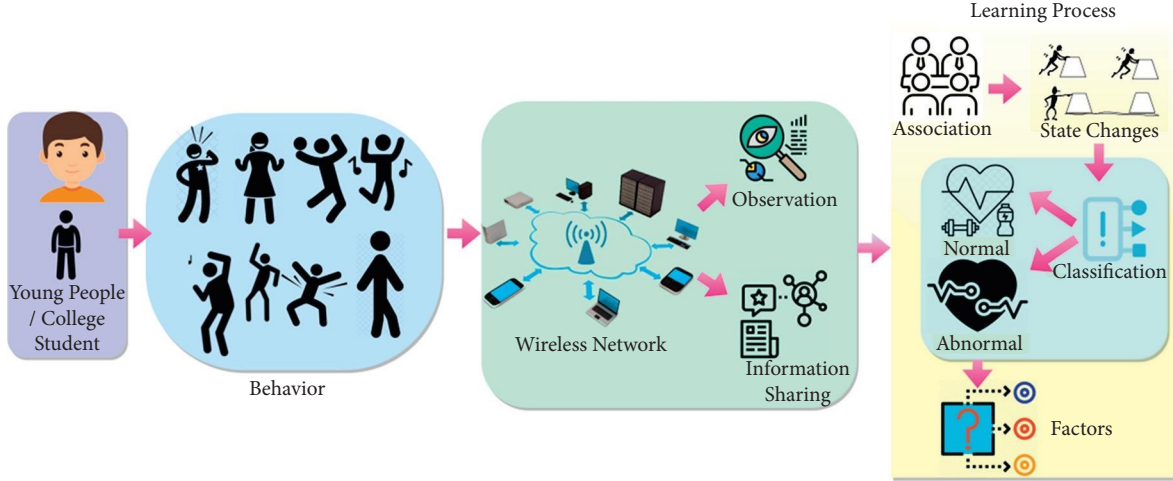 Young People
/ College
Student
Behavior
Wireless Network
Observation
Information
Sharing
Learning Process
Association
State Changes
Normal
Classification
Abnormal
Factors